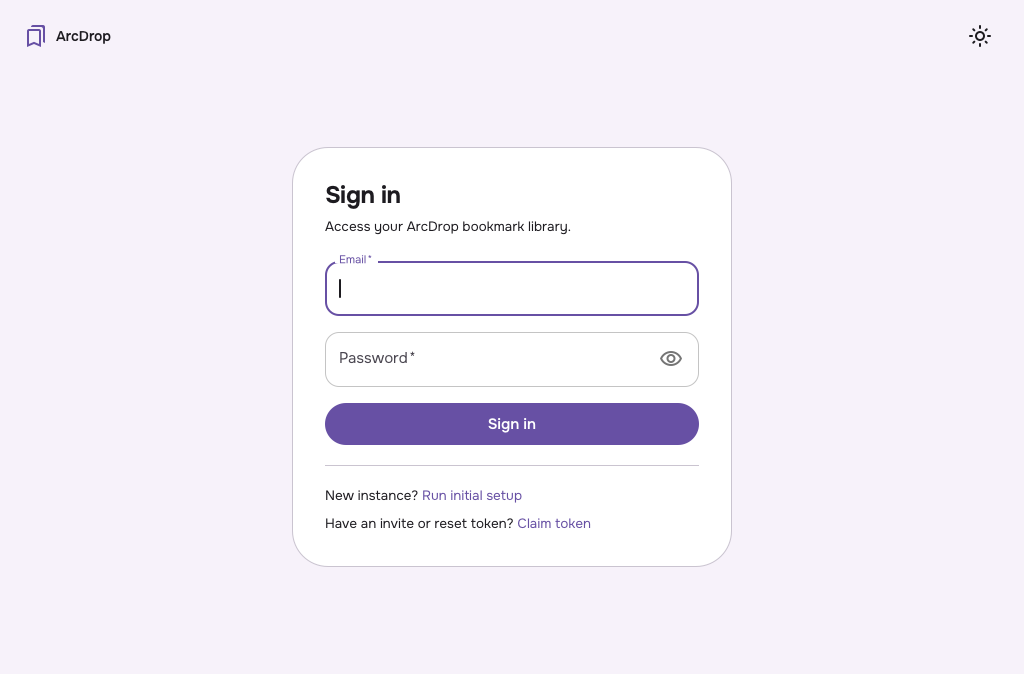 ArcDrop
Sign in
Access your ArcDrop bookmark library.
Email *
Password *
Sign in
New instance? Run initial setup
Have an invite or reset token? Claim token